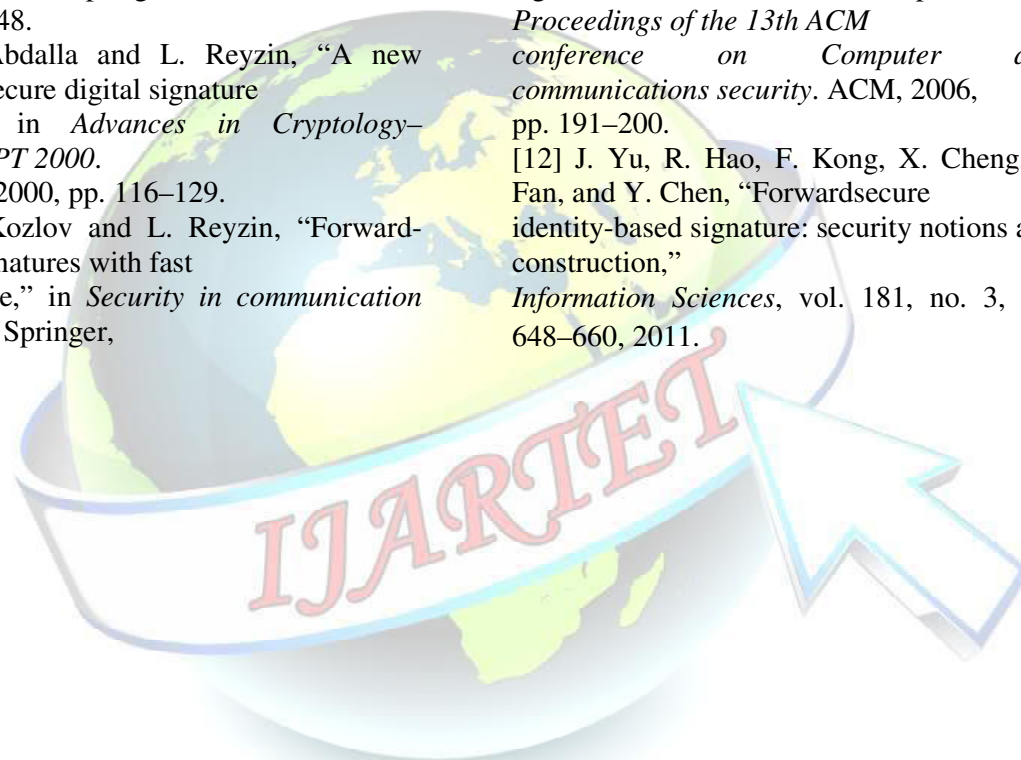 48.
Abdalla and L. Reyzin, “A new
ecure digital signature
in Advances in Cryptology–
PT 2000.
2000, pp. 116–129.
Kozlov and L. Reyzin, “Forward-
natures with fast
e,” in Security in communication
Springer,
Proceedings of the 13th ACM
conference on Computer a
communications security. ACM, 2006,
pp. 191–200.
[12] J. Yu, R. Hao, F. Kong, X. Cheng
Fan, and Y. Chen, “Forwardsecure
identity-based signature: security notions a
construction,”
Information Sciences, vol. 181, no. 3,
648–660, 2011.
IJARTET